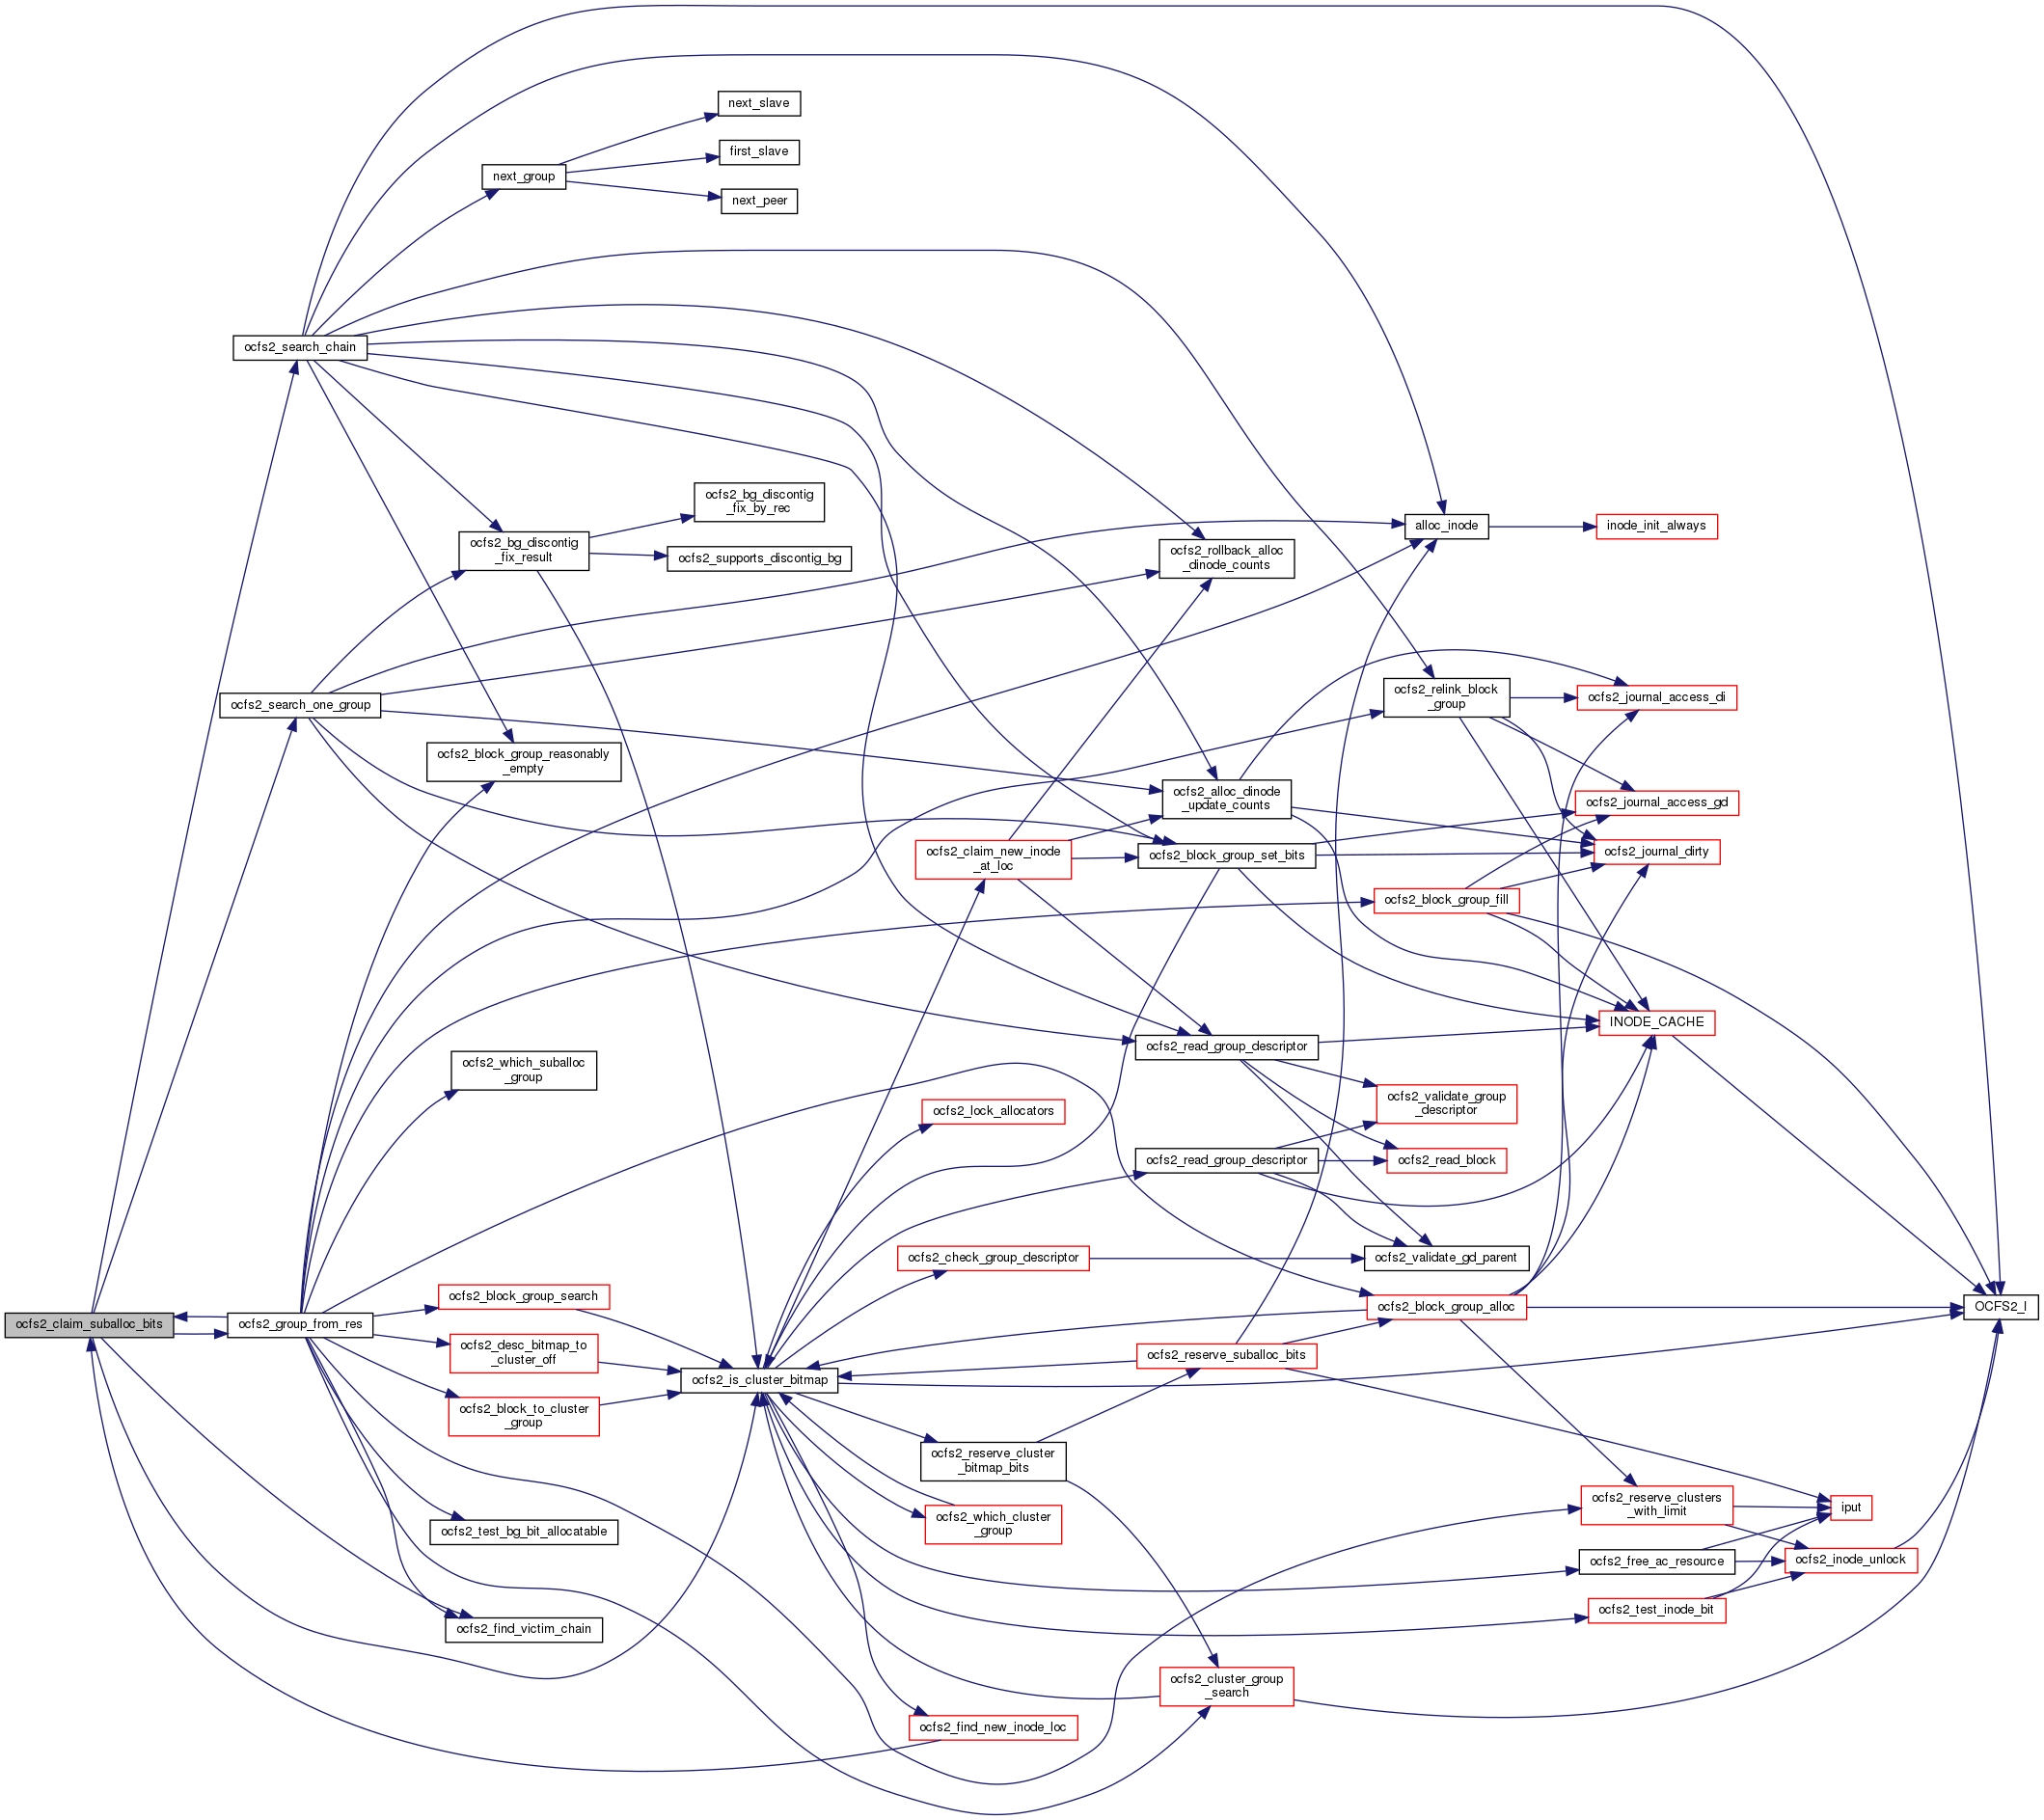 next_slave
first_slave
next_group
next_peer
ocfs2_search_chain
ocfs2_bg_discontig
_fix_by_rec
alloc_inode
inode_init_always
ocfs2_bg_discontig
_fix_result
ocfs2_supports_discontig_bg
ocfs2_rollback_alloc
_dinode_counts
ocfs2_search_one_group
ocfs2_relink_block
_group
ocfs2_journal_access_di
ocfs2_block_group_reasonably
_empty
ocfs2_alloc_dinode
_update_counts
ocfs2_journal_access_gd
ocfs2_claim_new_inode
_at_loc
ocfs2_block_group_set_bits
ocfs2_journal_dirty
ocfs2_block_group_fill
INODE_CACHE
ocfs2_read_group_descriptor
ocfs2_which_suballoc
_group
ocfs2_validate_group
_descriptor
ocfs2_lock_allocators
ocfs2_read_group_descriptor
ocfs2_read_block
ocfs2_check_group_descriptor
ocfs2_validate_gd_parent
ocfs2_block_group_search
ocfs2_block_group_alloc
OCFS2_I
ocfs2_claim_suballoc_bits
ocfs2_group_from_res
ocfs2_desc_bitmap_to
_cluster_off
ocfs2_reserve_suballoc_bits
ocfs2_is_cluster_bitmap
ocfs2_block_to_cluster
_group
ocfs2_reserve_cluster
_bitmap_bits
ocfs2_reserve_clusters
_with_limit
iput
ocfs2_which_cluster
_group
ocfs2_test_bg_bit_allocatable
ocfs2_free_ac_resource
ocfs2_inode_unlock
ocfs2_test_inode_bit
ocfs2_find_victim_chain
ocfs2_cluster_group
_search
ocfs2_find_new_inode_loc